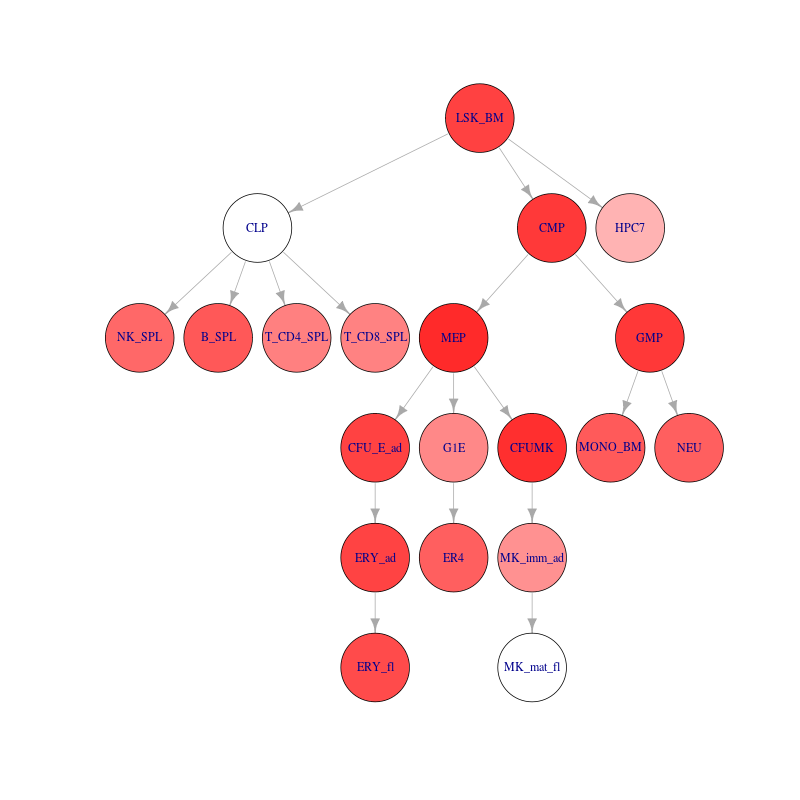 LSK_BM
CLP
CMP
HPC7
NK_SPL
B_SPL
T_CD4_SPL
T_CD8_SPL
MEP
GMP
CFU_E_ad
G1E
CFUMK
MONO_BM
NEU
ERY_ad
ER4
MK_imm_ad
ERY_fl
MK_mat_fl